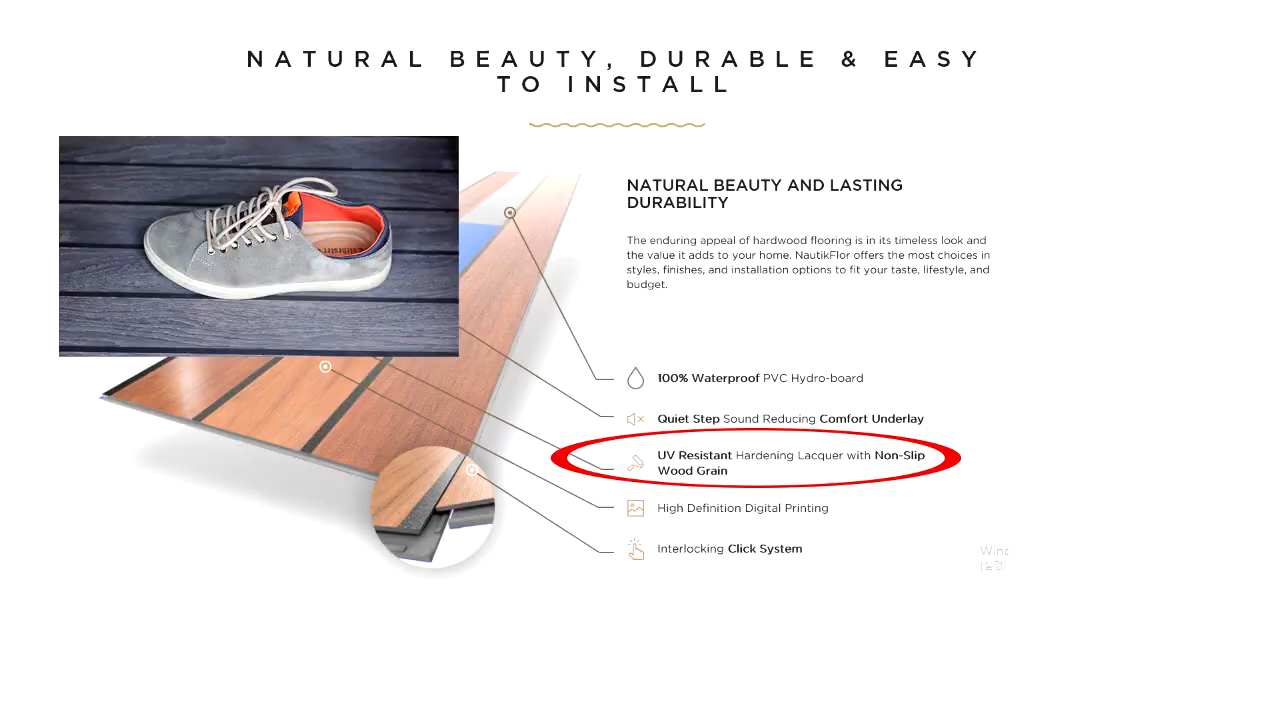 NATURAL BEAUTY, DURABLE & EASY
TO INSTALL
NATURAL BEAUTY AND LASTING
DURABILITY
The enduring appeal of hardwood flooring is in its timeless look and
the value it adds to your home. NautikFlor offers the most choices in
styles, finishes, and installation options to fit your taste, lifestyle, and
budget.
100% Waterproof PVC Hydro-board
Quiet Step Sound Reducing Comfort Underlay
UV Resistant Hardening Lacquer with Non-Slip
Wood Grain
High Definition Digital Printing
Interlocking Click System